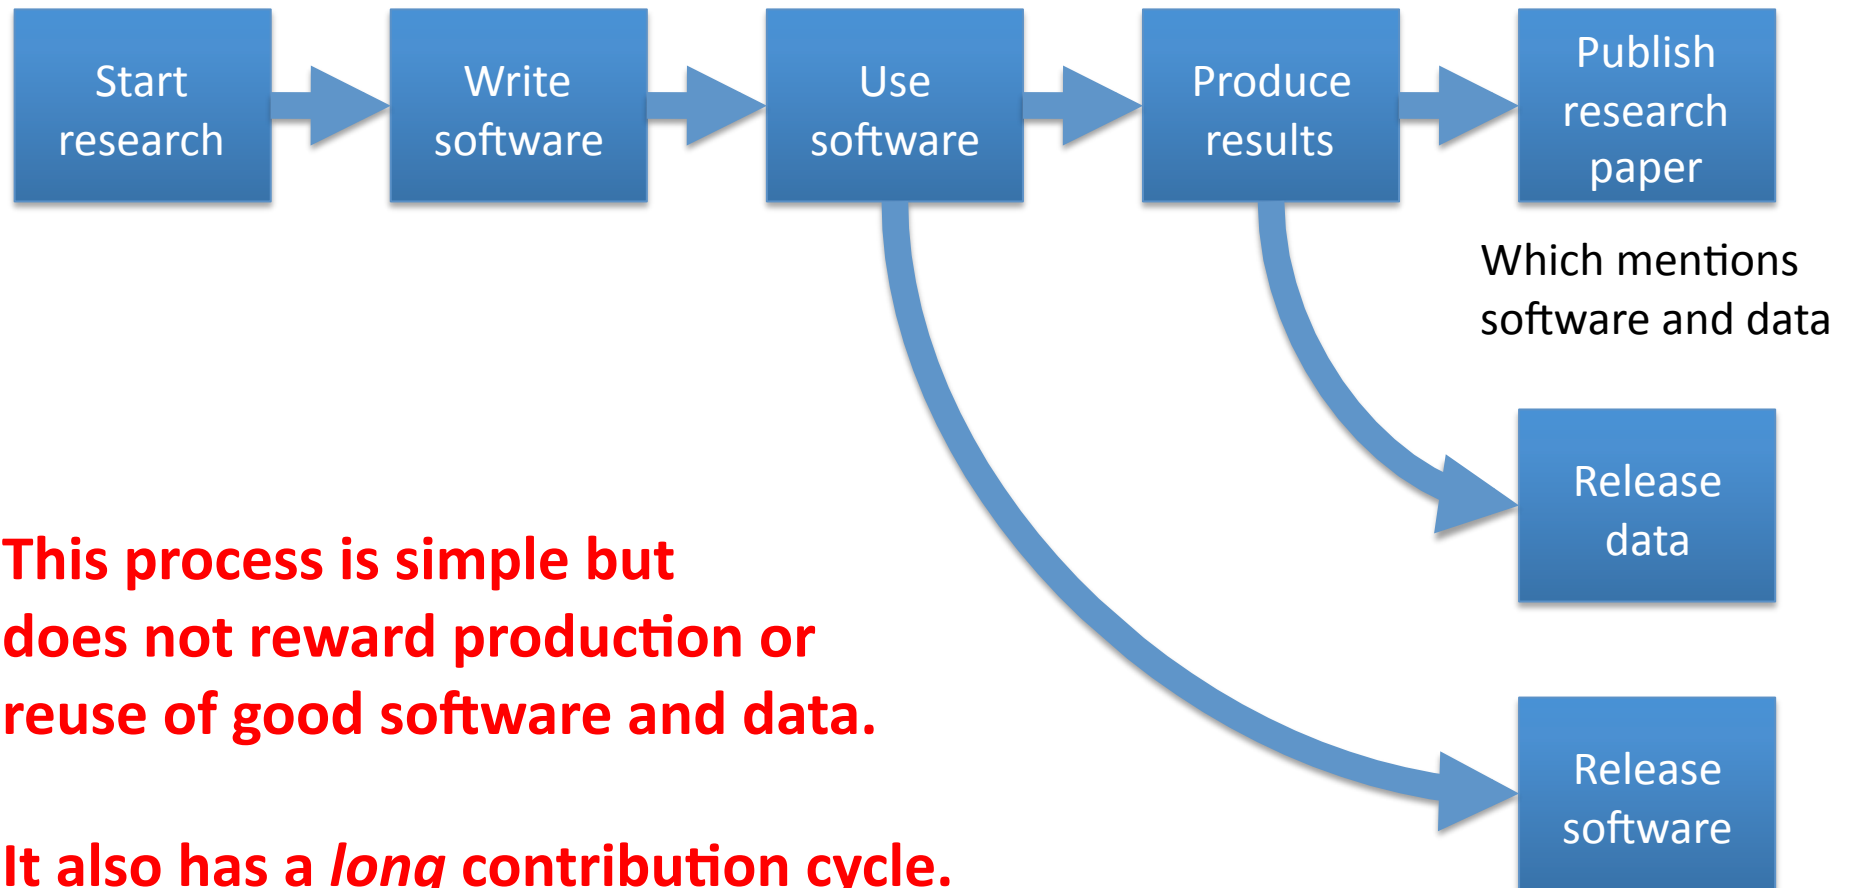 Start
research
Write
software
Use
software
Produce
results
Publish
research
paper
Which mentions
software and data
Release
data
This process is simple but
does not reward production or
reuse of good software and data.
Release
software
It also has a long contribution cycle.